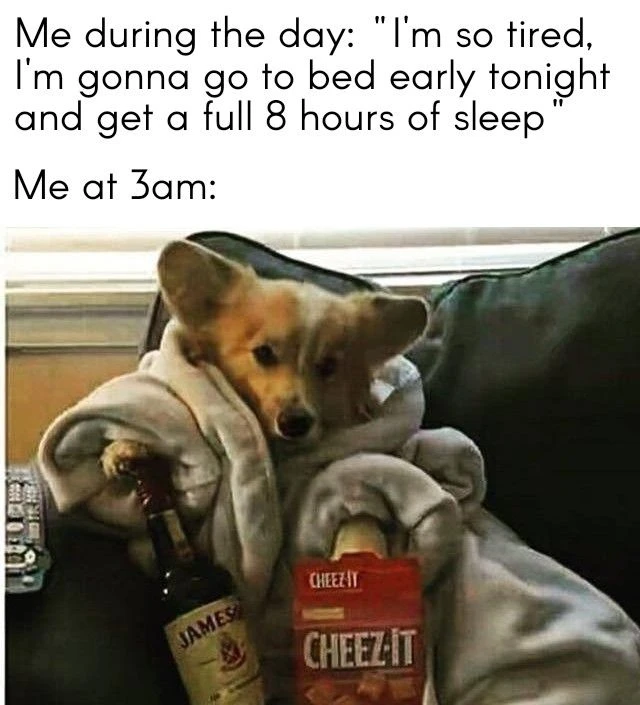 Me during the day: "I'm so tired,
I'm gonna go to bed early tonight
and get a full 8 hours of sleep"
Me at 3am:
CHEEZ-IT
CHEEZ-IT
JAMES